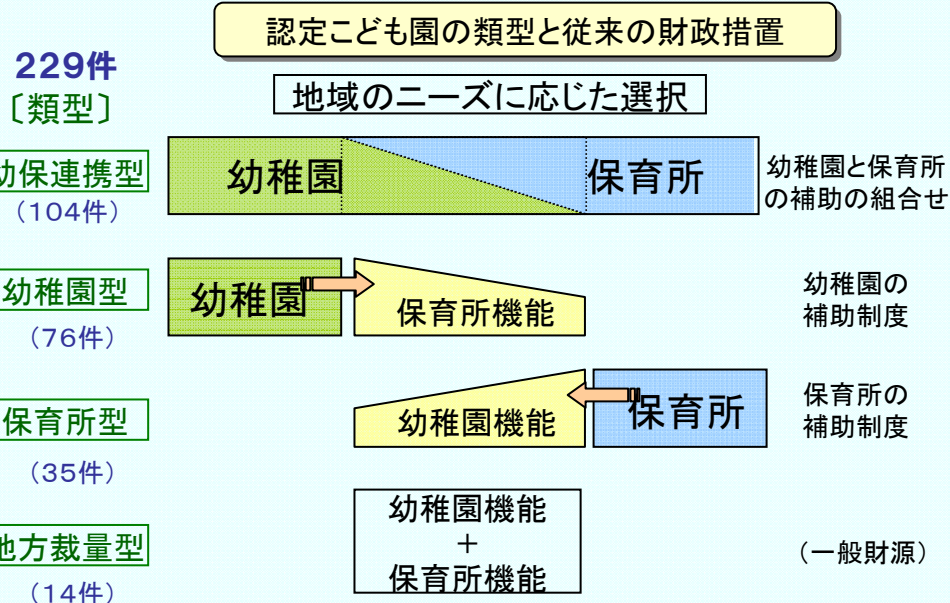 認定こども園の類型と従来の財政措置
229件
〔類型〕
地域のニーズに応じた選択
幼保連携型
（104件）
幼稚園
保育所
幼稚園と保育所
の補助の組合せ
幼稚園型
（76件）
幼稚園
保育所機能
幼稚園の
補助制度
保育所型
（35件）
幼稚園機能
保育所
保育所の
補助制度
地方裁量型
（14件）
幼稚園機能
＋
保育所機能
（一般財源）